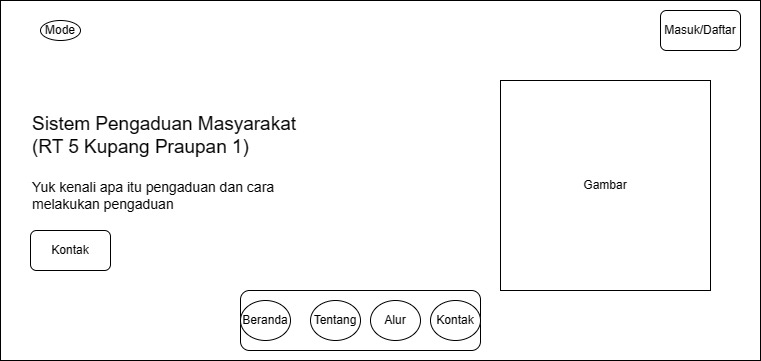 Mode
Masuk/Daftar
Sistem Pengaduan Masyarakat
(RT 5 Kupang Praupan 1)
Yuk kenali apa itu pengaduan dan cara
melakukan pengaduan
Kontak
Gambar
Beranda
Tentang
Alur
Kontak